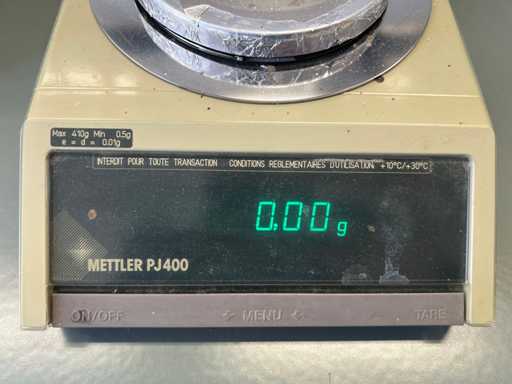 Max 410g Min 0.5g
e = d = 0.01g
INTERDIT POUR TOUTE TRANSACTION CONDITIONS REGLEMENTAIRES D'UTILISATION +10°C/+30°C
0.00 g
METTLER PJ400
ON/OFF -> MENU <- TARE